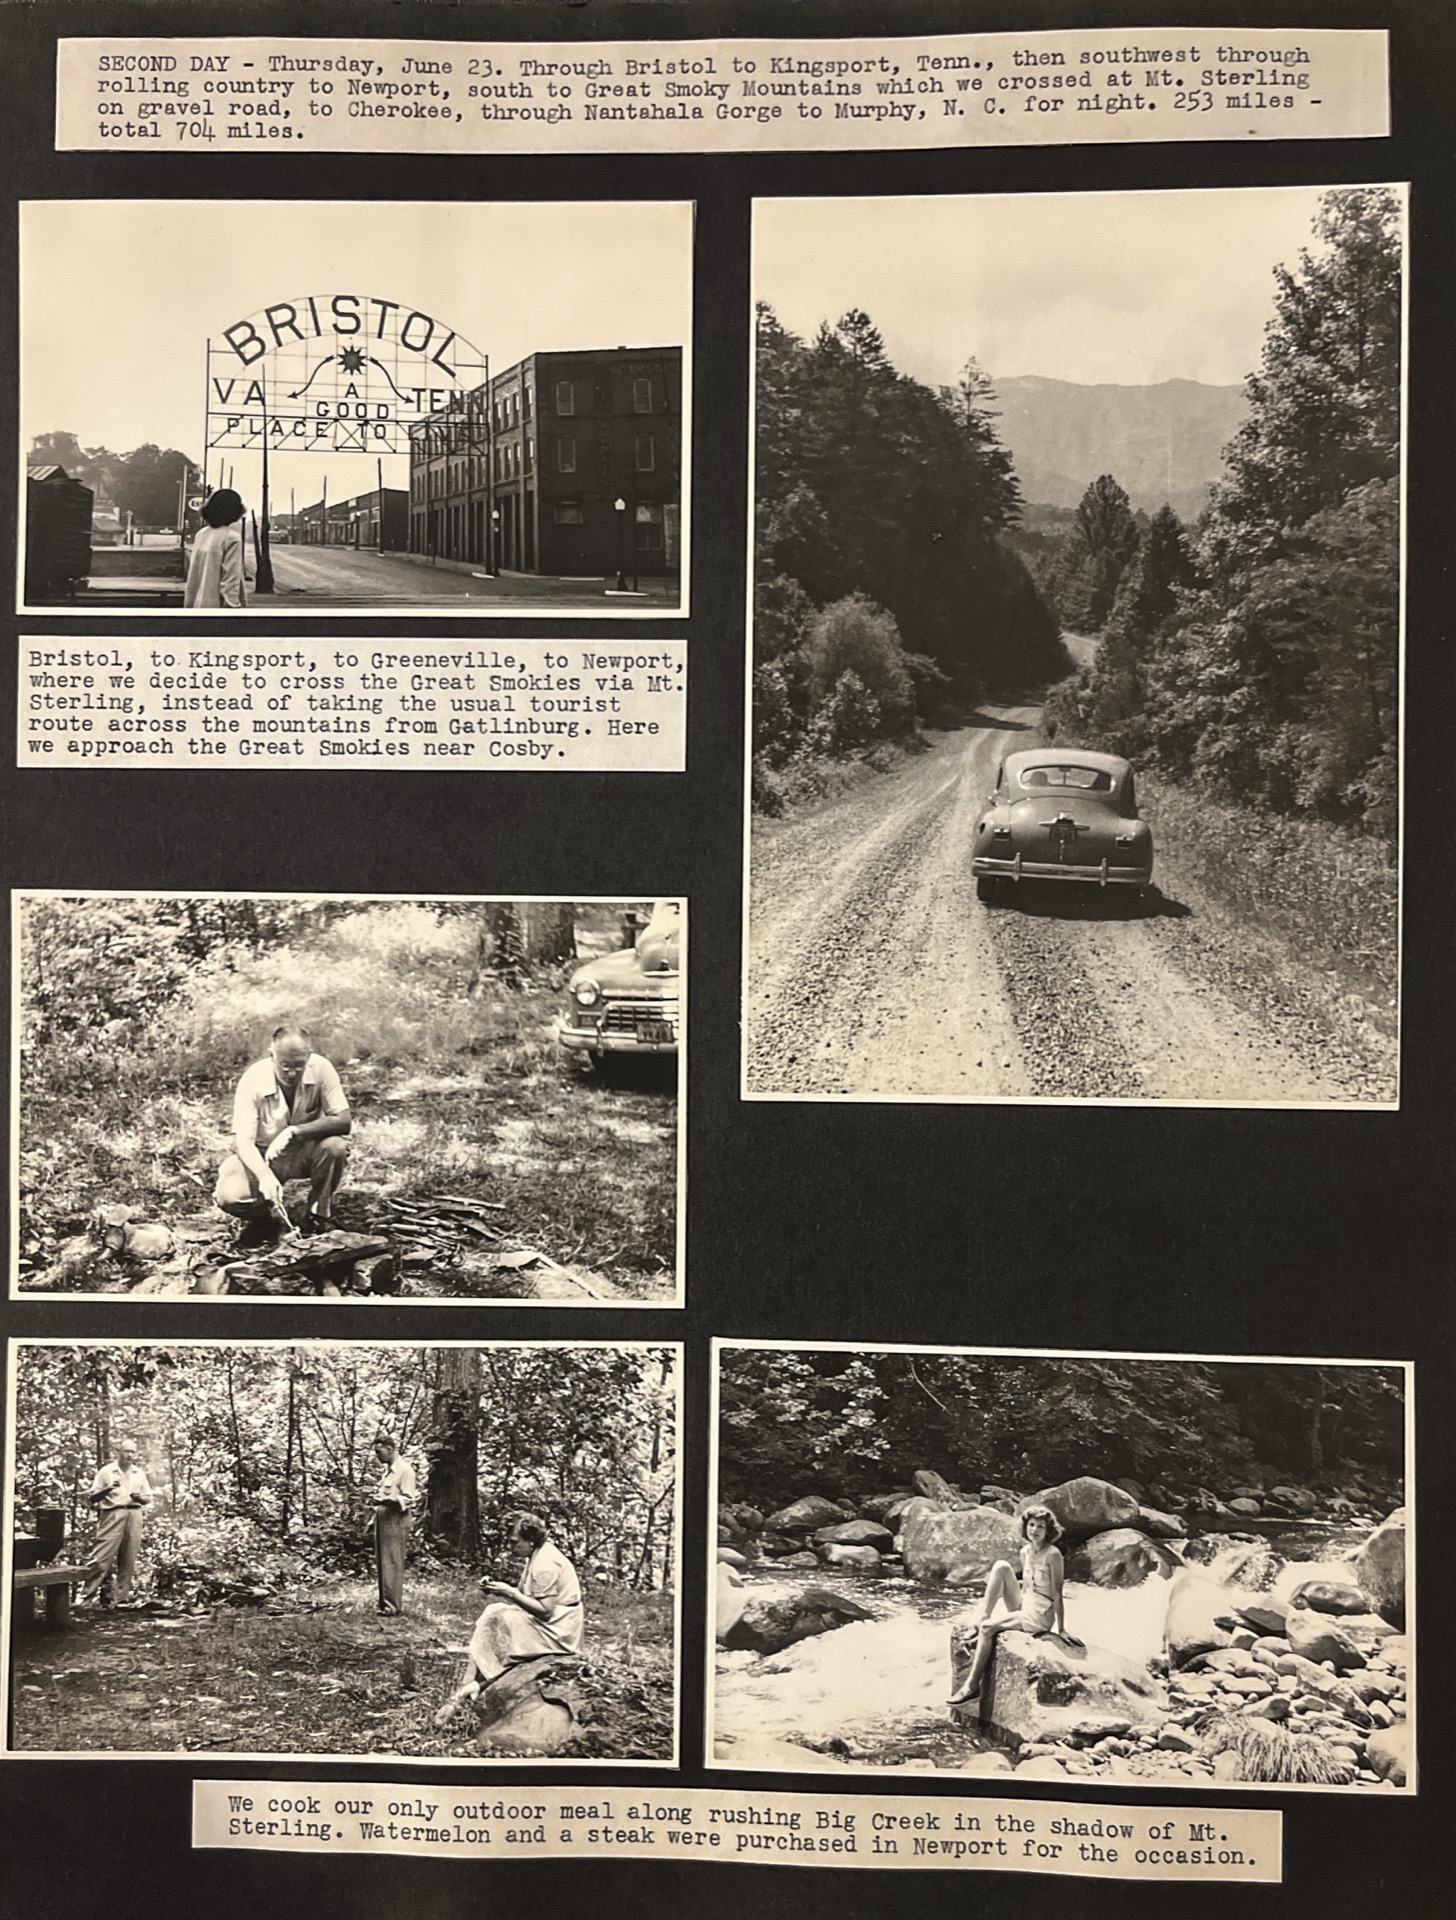 SECOND DAY - Thursday, June 23. Through Bristol to Kingsport, Tenn., then southwest through
rolling country to Newport, south to Great Smoky Mountains which we crossed at Mt. Sterling
on gravel road, to Cherokee, through Nantahala Gorge to Murphy, N. C. for night. 253 miles -
total 704 miles.
BRISTOL
VA TENN
A
GOOD
PLACE TO LIVE
Bristol, to Kingsport, to Greeneville, to Newport,
where we decide to cross the Great Smokies via Mt.
Sterling, instead of taking the usual tourist
route across the mountains from Gatlinburg. Here
we approach the Great Smokies near Cosby.
We cook our only outdoor meal along rushing Big Creek in the shadow of Mt.
Sterling. Watermelon and a steak were purchased in Newport for the occasion.